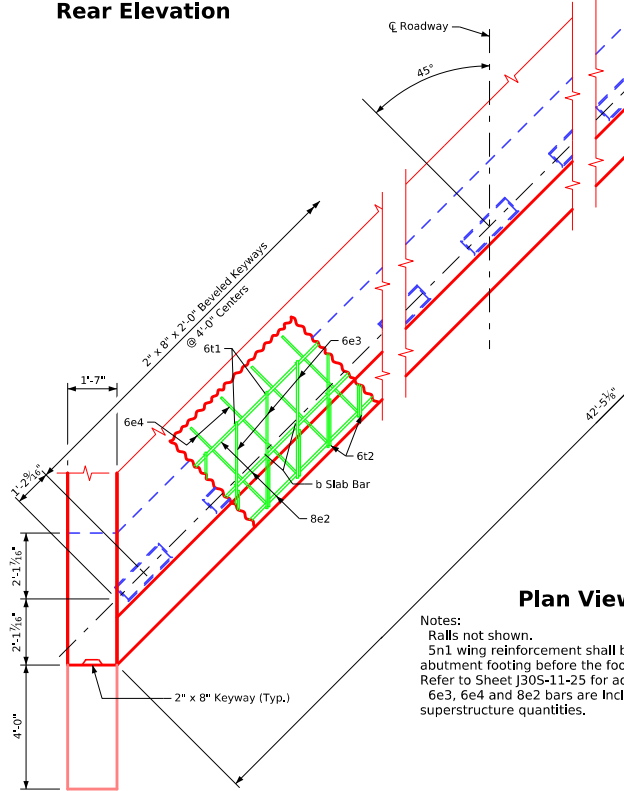 Rear Elevation
℄ Roadway
45°
2" x 8" x 2'-0" Beveled Keyways
@ 4'-0" Centers
1'-7"
6t1
6e3
6e4
42'-5⅛"
1'-2⁹⁄₁₆"
6t2
b Slab Bar
8e2
2'-1⁷⁄₁₆"
2'-1⁷⁄₁₆"
Plan View
Notes:
Rails not shown.
5n1 wing reinforcement shall b
abutment footing before the foo
Refer to Sheet J30S-11-25 for ad
6e3, 6e4 and 8e2 bars are incl
superstructure quantities.
2" x 8" Keyway (Typ.)
4'-0"